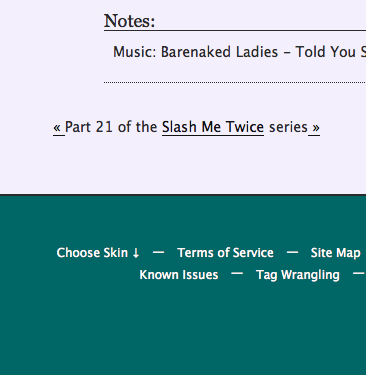 Notes:
Music: Barenaked Ladies – Told You
« Part 21 of the Slash Me Twice series »
Choose Skin ↓ — Terms of Service — Site Map
Known Issues — Tag Wrangling —